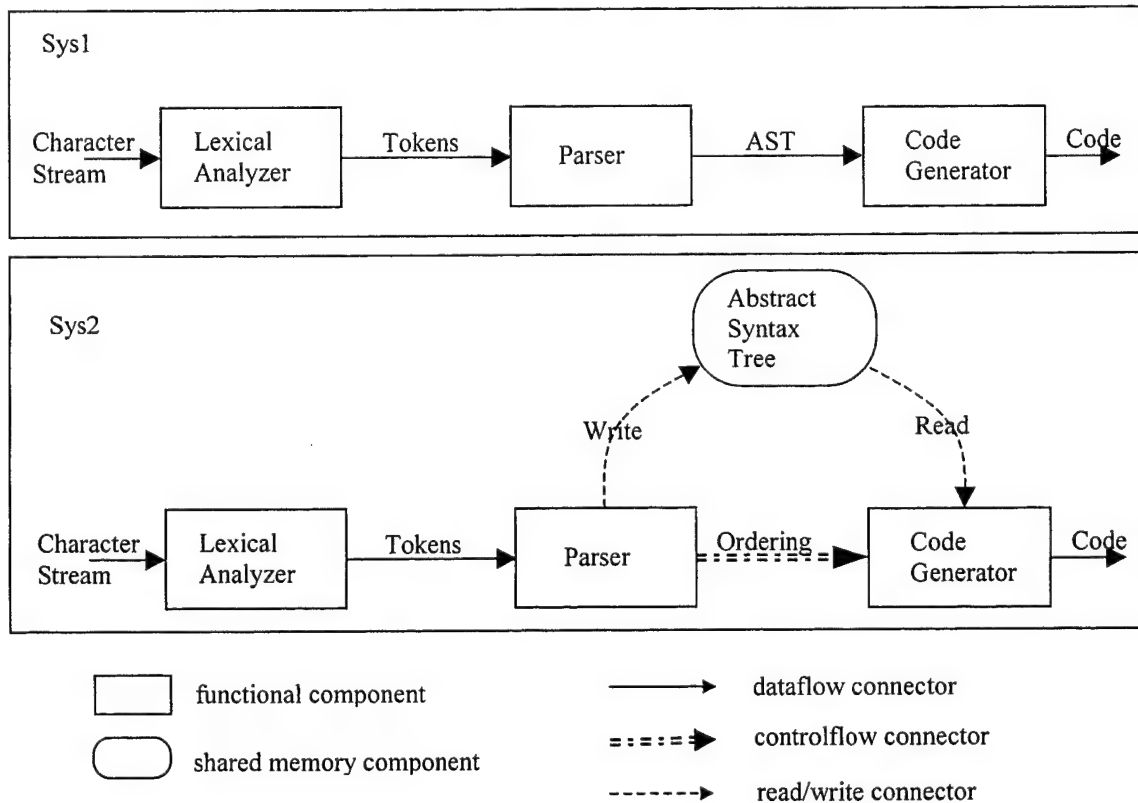 Sys1
Character
Stream
Lexical
Analyzer
Tokens
Parser
AST
Code
Generator
Code
Sys2
Abstract
Syntax
Tree
Write
Read
Character
Stream
Lexical
Analyzer
Tokens
Parser
Ordering
Code
Generator
Code
functional component
shared memory component
dataflow connector
controlflow connector
read/write connector